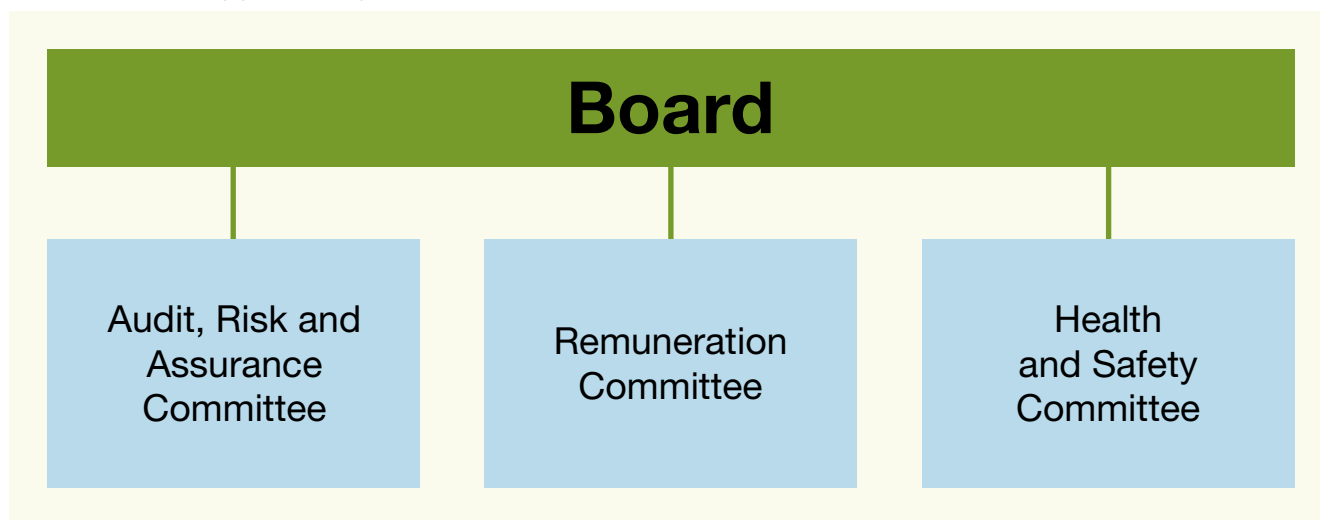 Board
Audit, Risk and
Assurance
Committee
Remuneration
Committee
Health
and Safety
Committee